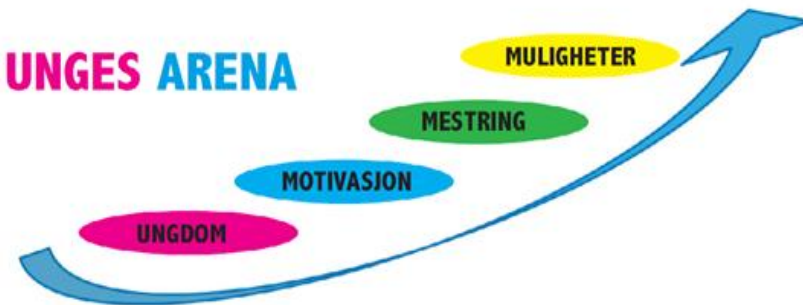 UNGES ARENA
MULIGHETER
MESTRING
MOTIVASJON
UNGDOM